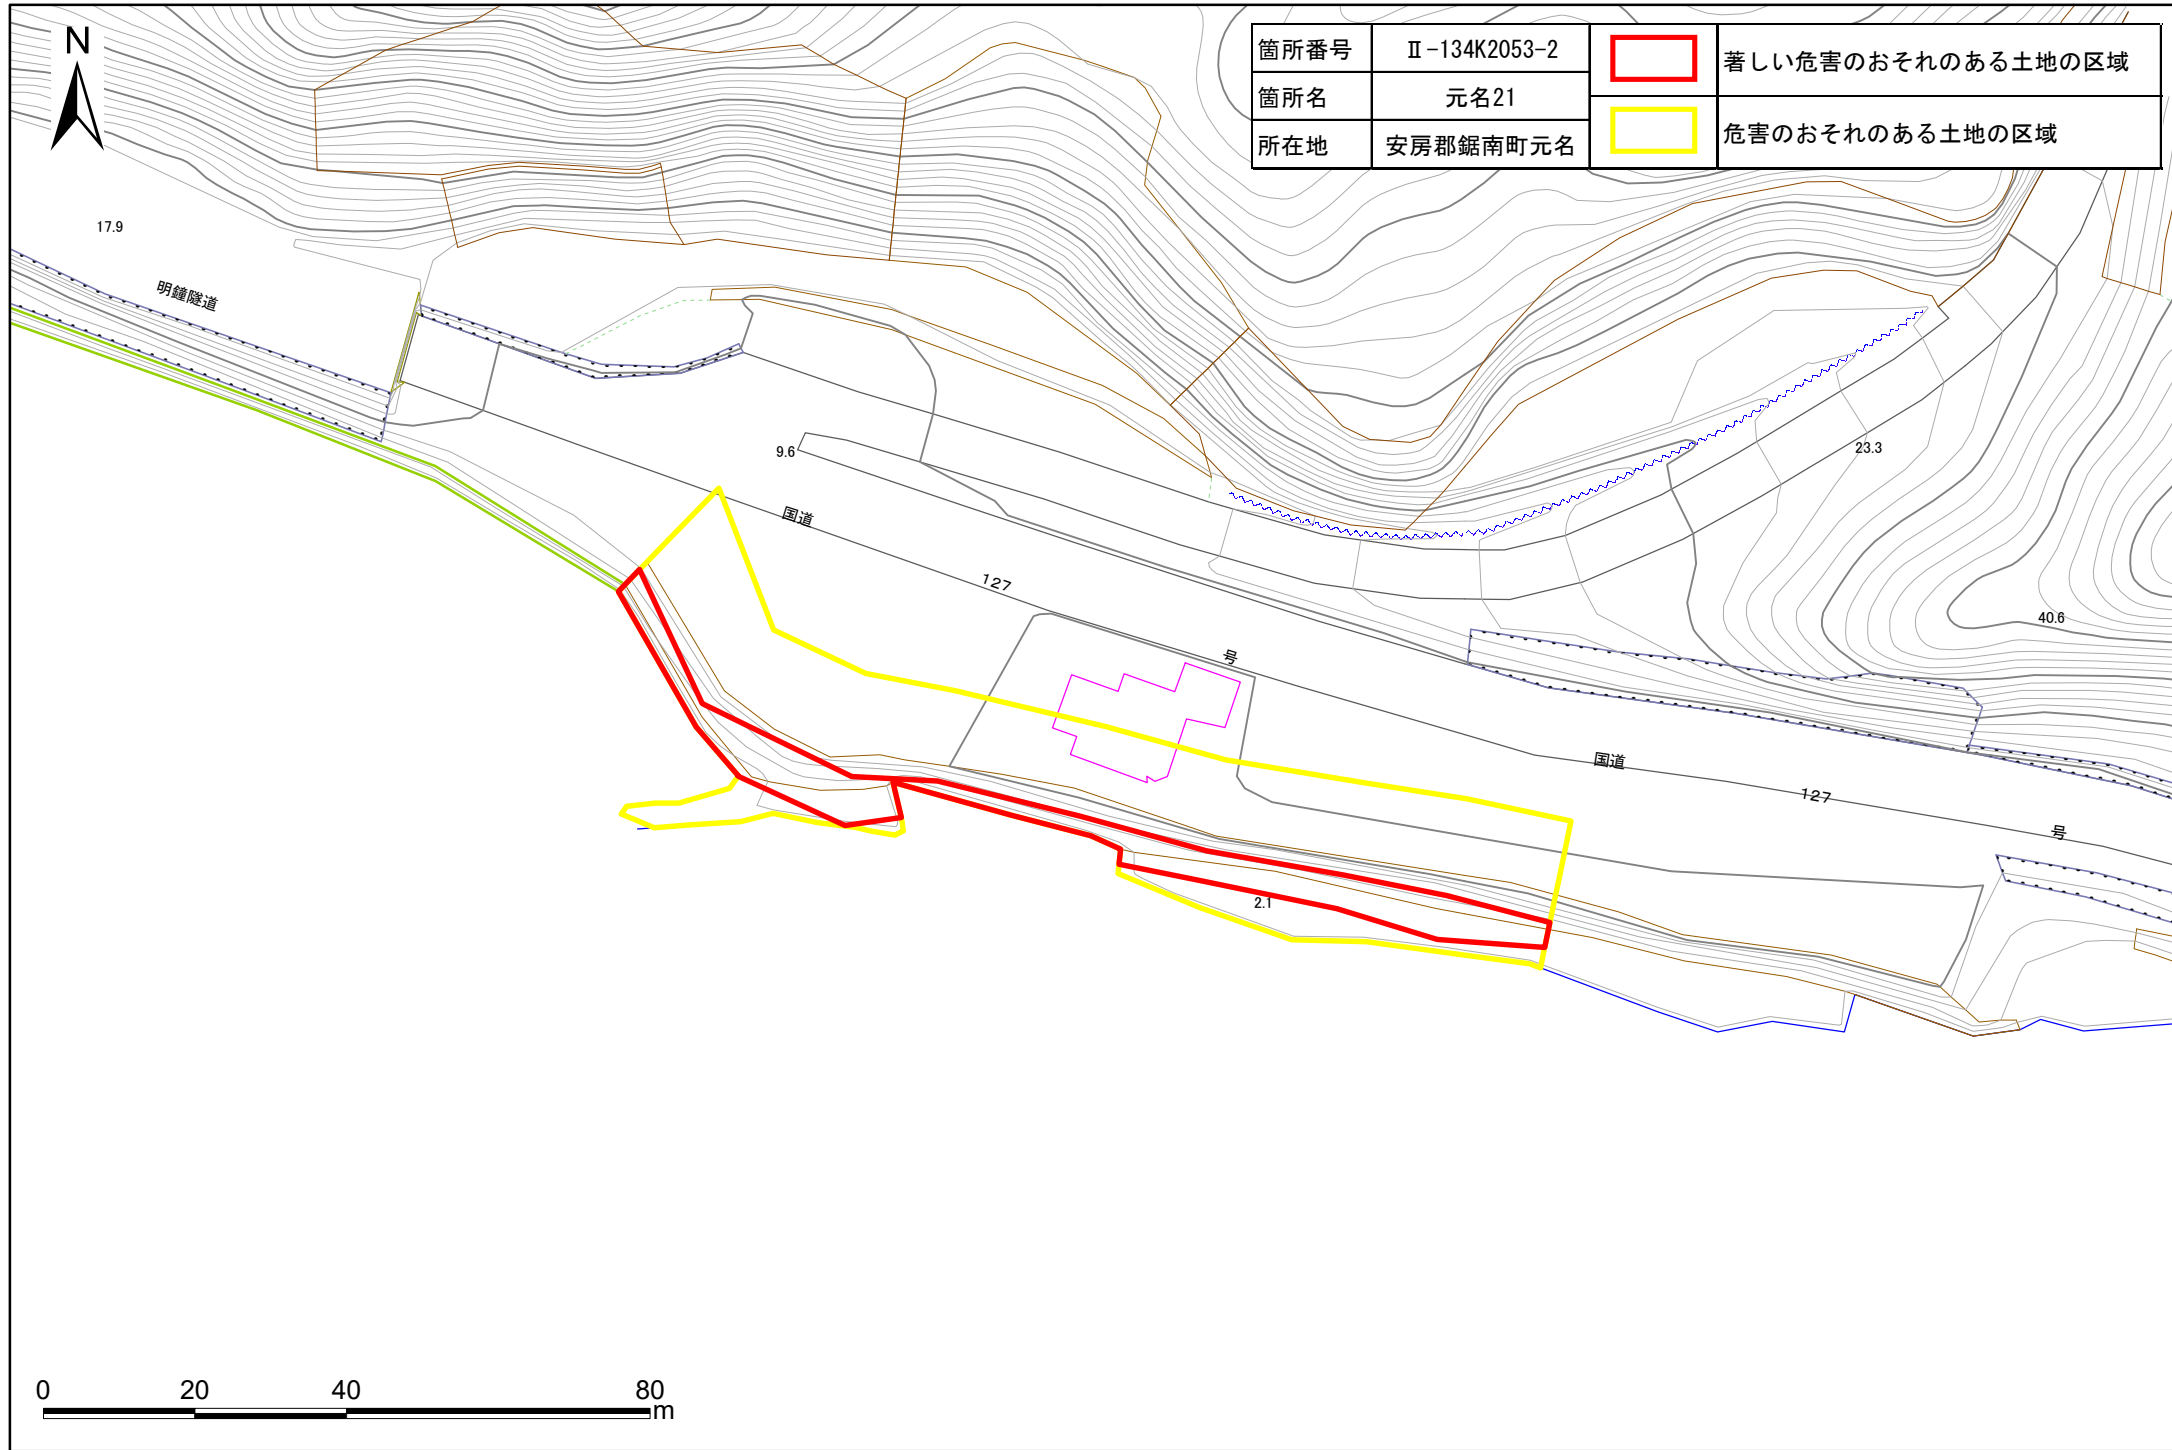 N
箇所番号 Ⅱ-134K2053-2
著しい危害のおそれのある土地の区域
箇所名 元名21
危害のおそれのある土地の区域
所在地 安房郡鋸南町元名
17.9
明鐘隧道
9.6
23.3
国道
127
40.6
号
国道
127
号
2.1
0 20 40 80
m